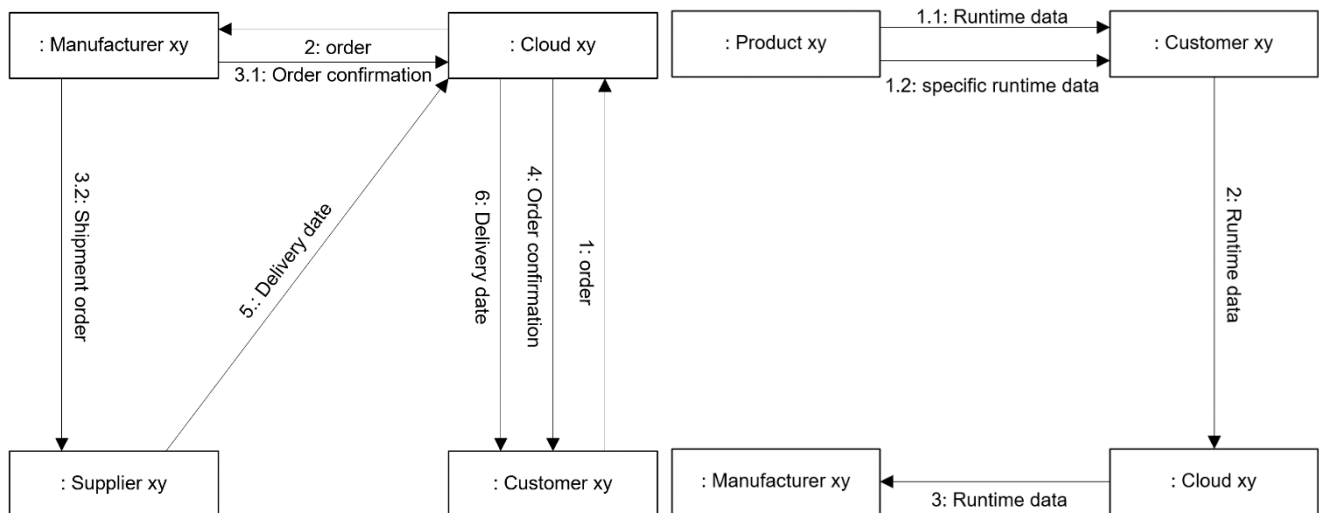 : Manufacturer xy
2: order
3.1: Order confirmation
: Cloud xy
3.2: Shipment order
5.: Delivery date
6: Delivery date
4: Order confirmation
1: order
: Supplier xy
: Customer xy
: Product xy
1.1: Runtime data
1.2: specific runtime data
: Customer xy
2: Runtime data
: Manufacturer xy
3: Runtime data
: Cloud xy